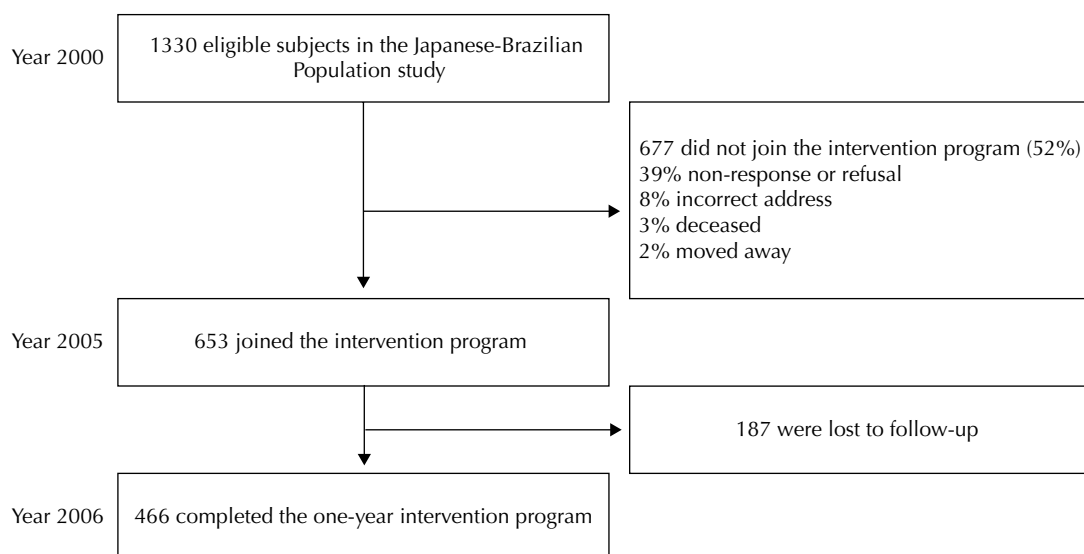 Year 2000
1330 eligible subjects in the Japanese-Brazilian
Population study
677 did not join the intervention program (52%)
39% non-response or refusal
8% incorrect address
3% deceased
2% moved away
Year 2005
653 joined the intervention program
187 were lost to follow-up
Year 2006
466 completed the one-year intervention program